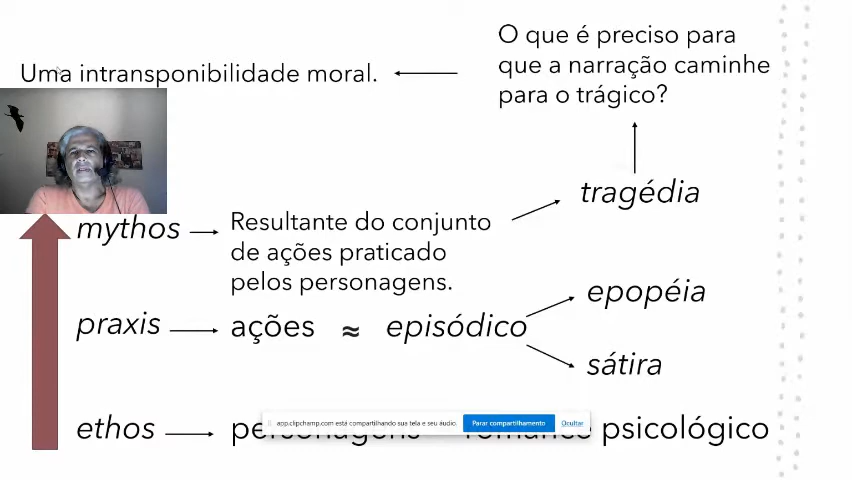 O que é preciso para
que a narração caminhe
para o trágico?
Uma intransponibilidade moral.
tragédia
mythos
Resultante do conjunto
de ações praticado
pelos personagens.
epopéia
praxis
ações ≈ episódico
sátira
app.clipchamp.com está compartilhando sua tela e seu áudio.
Parar compartilhamento
Ocultar
ethos
personagens romance psicológico